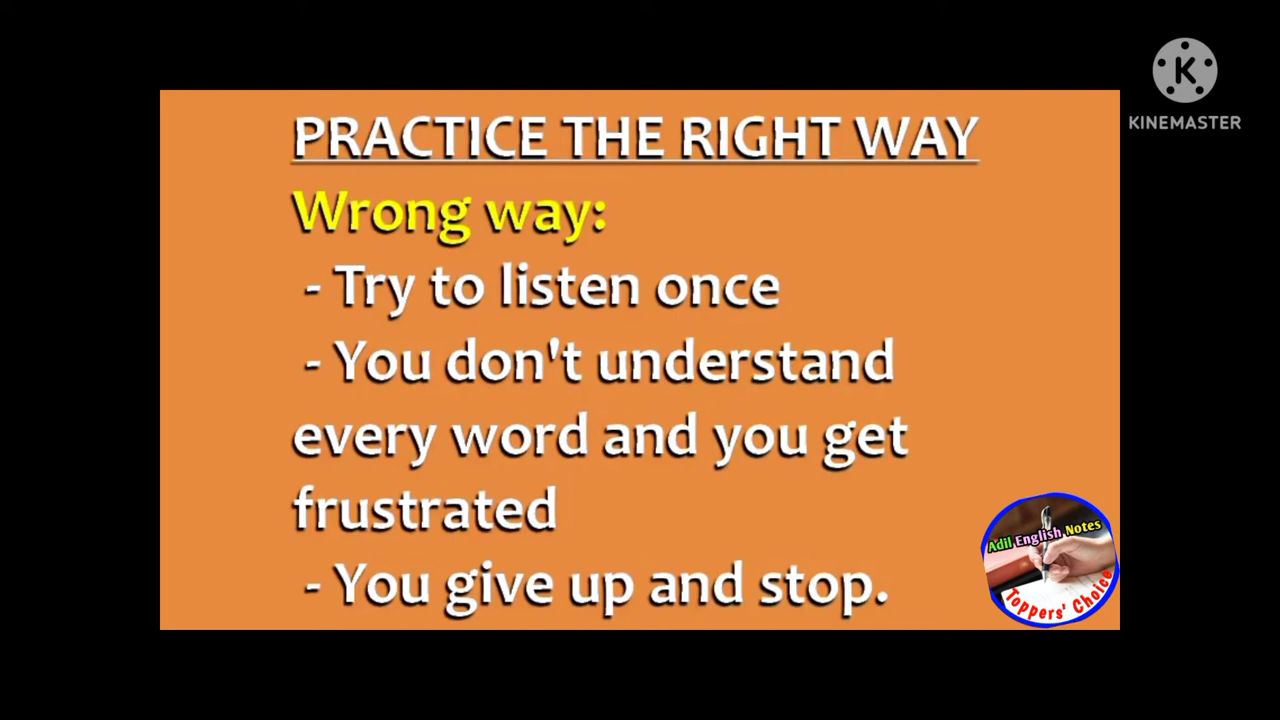 PRACTICE THE RIGHT WAY
Wrong way:
- Try to listen once
- You don't understand
every word and you get
frustrated
- You give up and stop.
K
KINEMASTER
Adil English Notes
Toppers' Choice